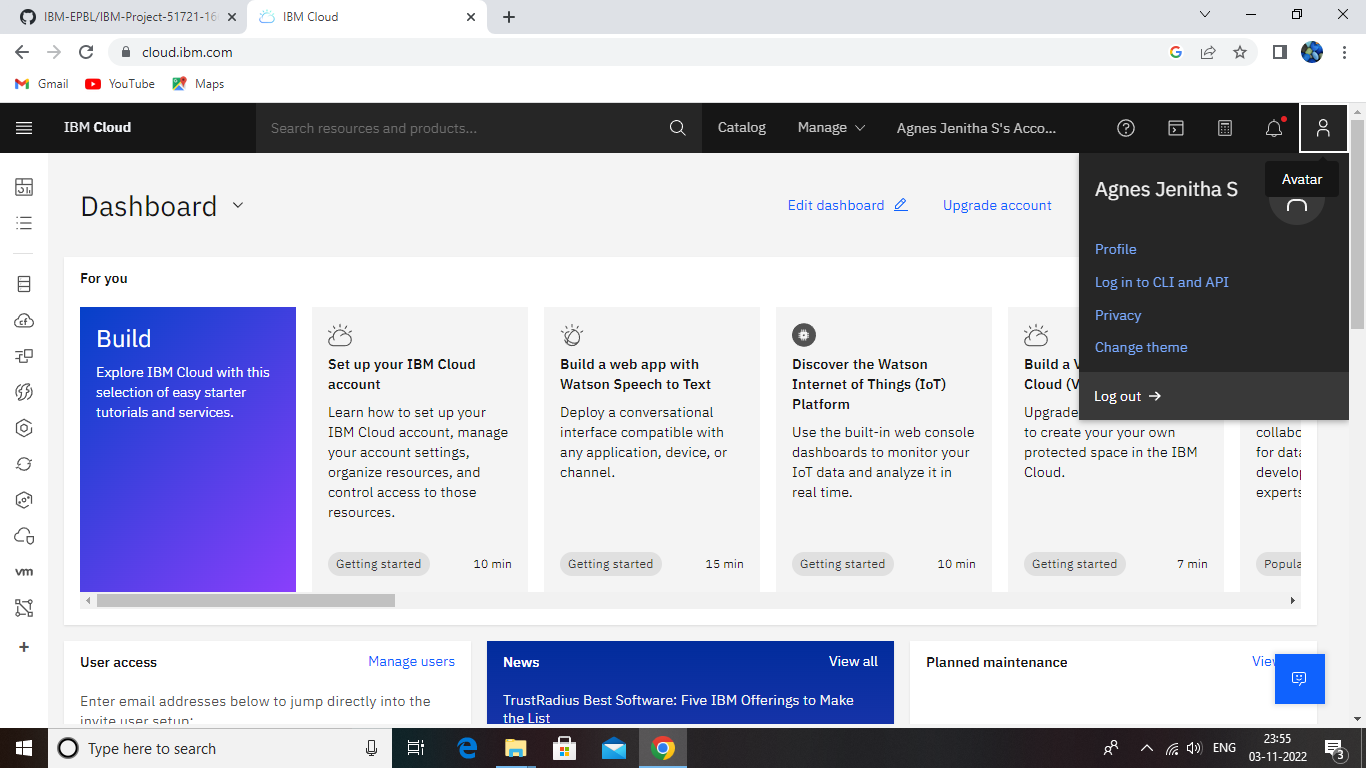 IBM-EPBL/IBM-Project-51721-16
IBM Cloud
cloud.ibm.com
Gmail
YouTube
Maps
IBM Cloud
Search resources and products...
Catalog
Manage
Agnes Jenitha S's Acco...
Avatar
Agnes Jenitha S
Profile
Log in to CLI and API
Privacy
Change theme
Log out
Dashboard
Edit dashboard
Upgrade account
For you
Build
Explore IBM Cloud with this
selection of easy starter
tutorials and services.
Set up your IBM Cloud
account
Learn how to set up your
IBM Cloud account, manage
your account settings,
organize resources, and
control access to those
resources.
Getting started
10 min
Build a web app with
Watson Speech to Text
Deploy a conversational
interface compatible with
any application, device, or
channel.
Getting started
15 min
Discover the Watson
Internet of Things (IoT)
Platform
Use the built-in web console
dashboards to monitor your
IoT data and analyze it in
real time.
Getting started
10 min
Build a V
Cloud (V
Upgrade
to create your your own
protected space in the IBM
Cloud.
Getting started
7 min
collabo
for data
develop
experts
Popula
vm
User access
Manage users
Enter email addresses below to jump directly into the
invite user setup:
News
View all
TrustRadius Best Software: Five IBM Offerings to Make
the List
Planned maintenance
View
Type here to search
ENG
23:55
03-11-2022
3